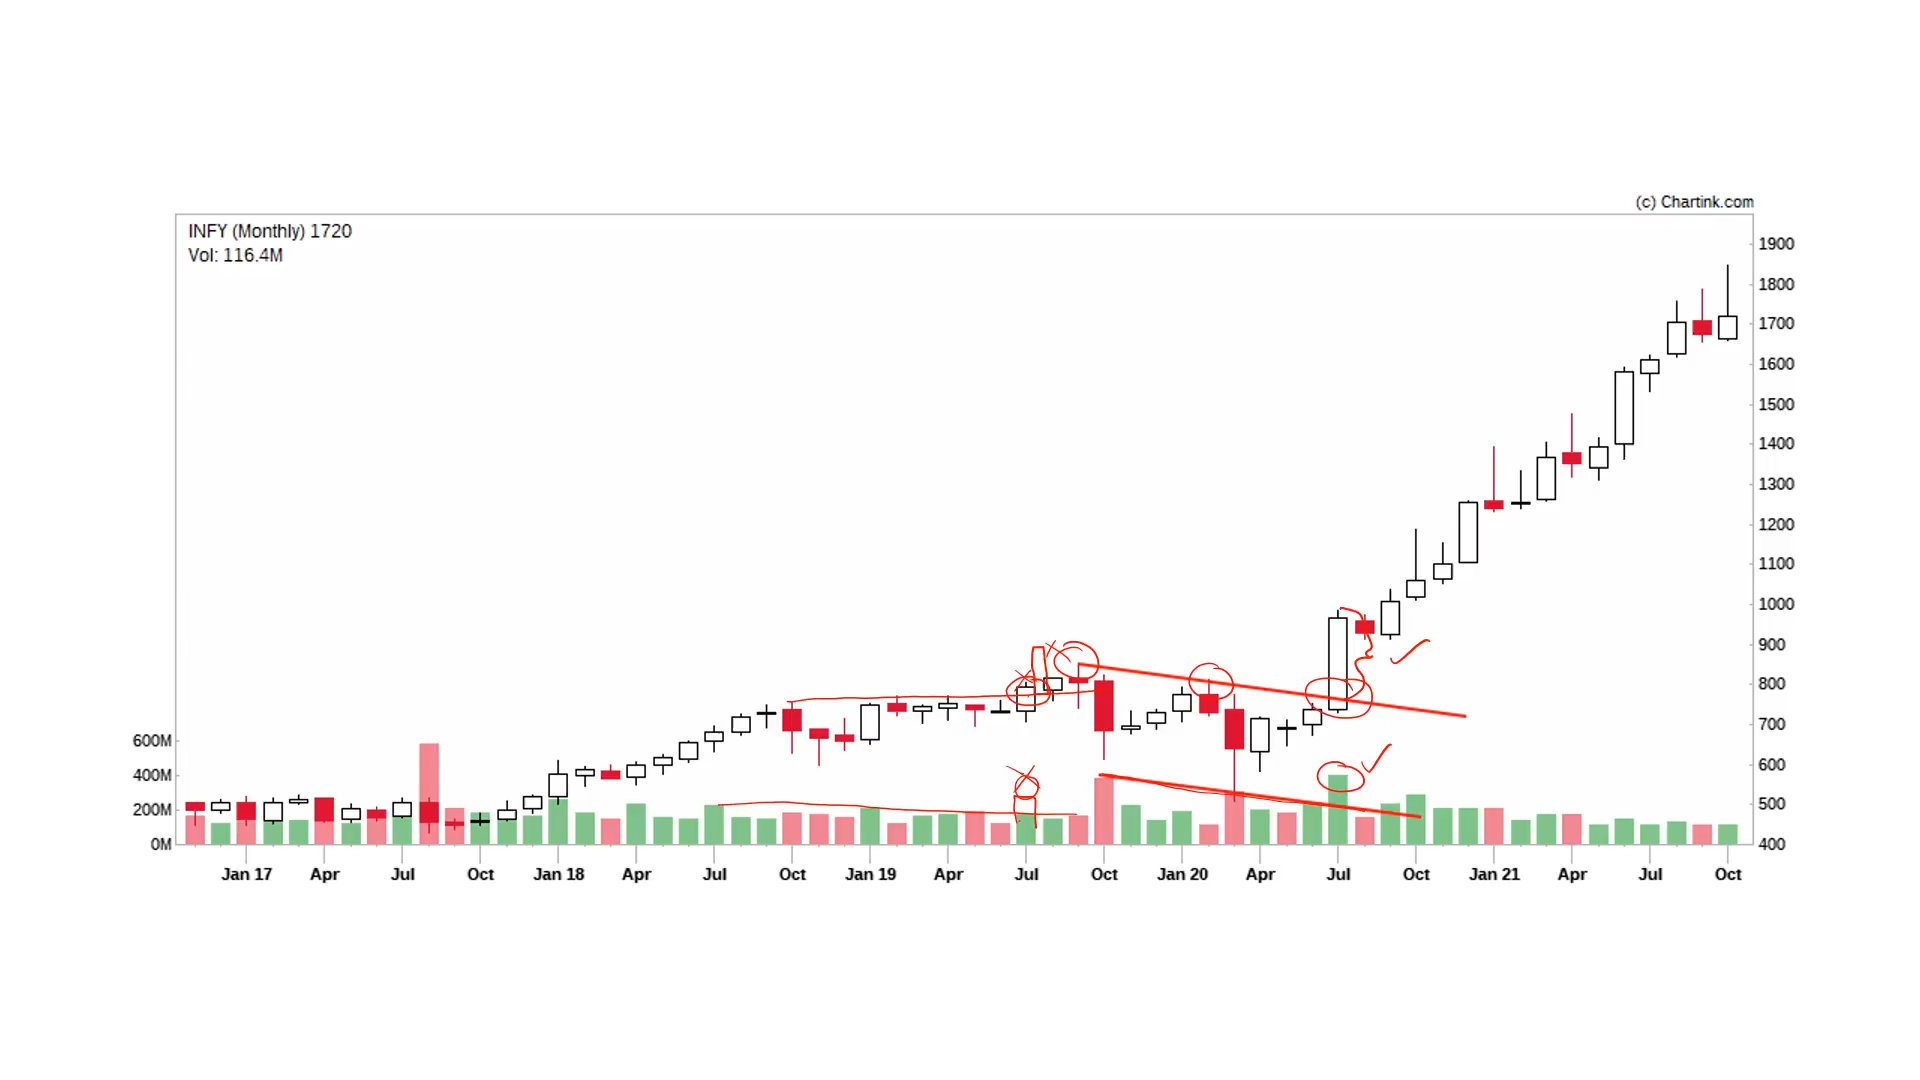 (c) Chartink.com
INFY (Monthly) 1720
Vol: 116.4M
1900
1800
1700
1600
1500
1400
1300
1200
1100
1000
900
800
700
600
500
400
600M
400M
200M
0M
Jan 17 Apr Jul Oct Jan 18 Apr Jul Oct Jan 19 Apr Jul Oct Jan 20 Apr Jul Oct Jan 21 Apr Jul Oct